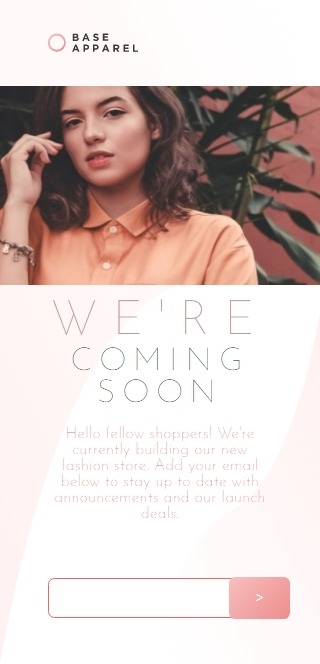 BASE
APPAREL
WE'RE
COMING
SOON
Hello fellow shoppers! We're
currently building our new
fashion store. Add your email
below to stay up-to-date with
announcements and our launch
deals.
>